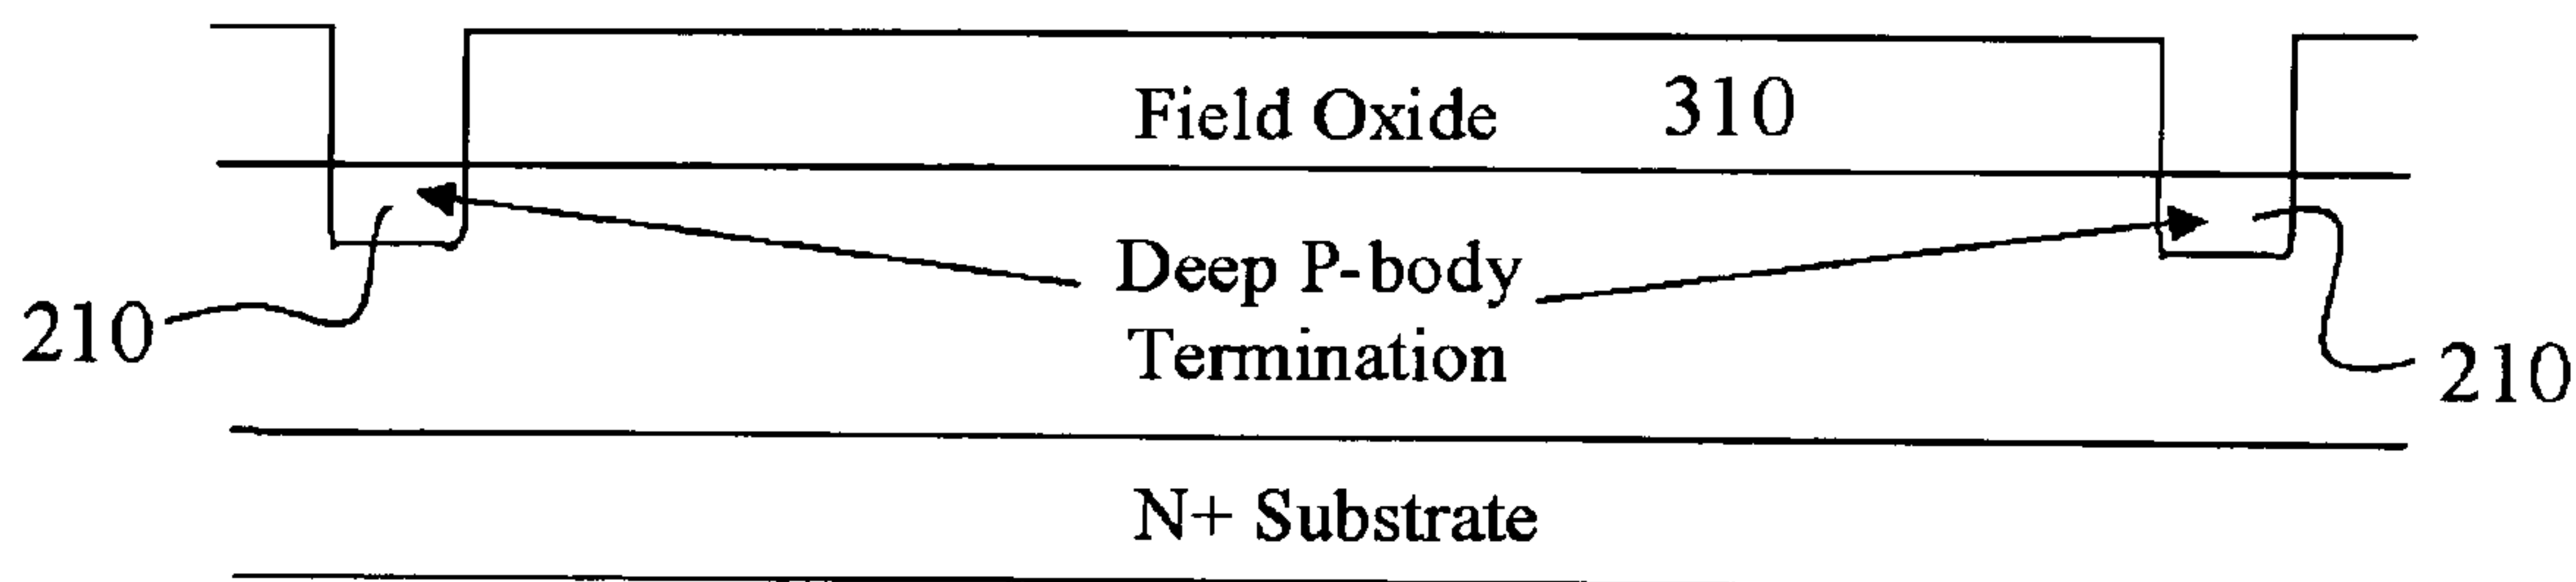 Field Oxide 310
Deep P-body
Termination
210
210
N+ Substrate